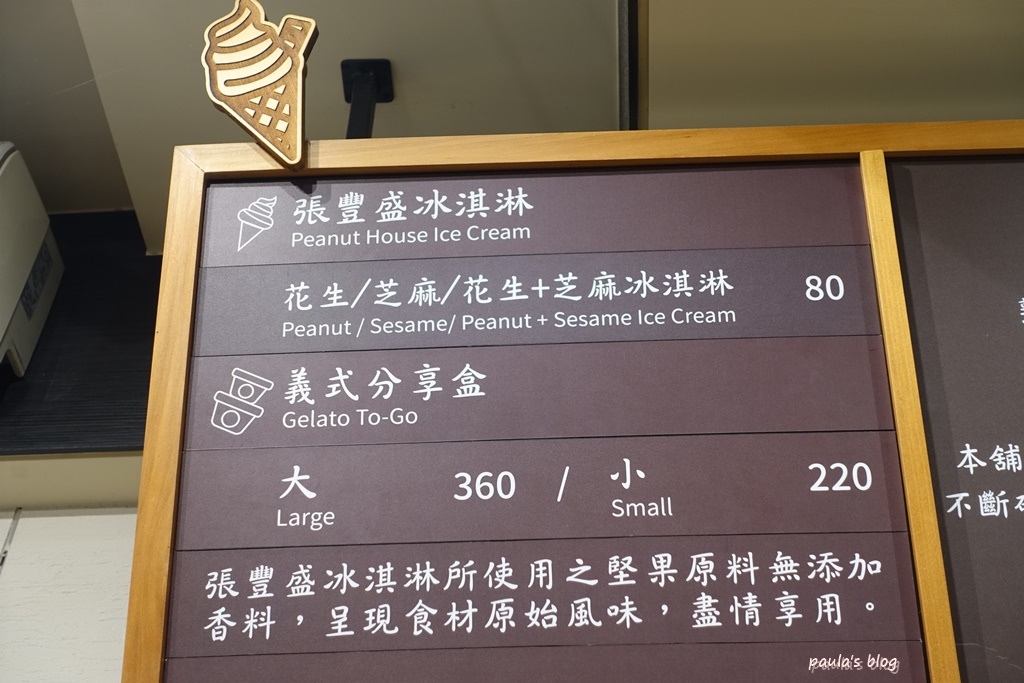 張豐盛冰淇淋
Peanut House Ice Cream
花生/芝麻/花生+芝麻冰淇淋 80
Peanut / Sesame/ Peanut + Sesame Ice Cream
義式分享盒
Gelato To-Go
大 360 / 小 220
Large Small
張豐盛冰淇淋所使用之堅果原料無添加
香料，呈現食材原始風味，盡情享用。
本舖
不斷
paula's blog